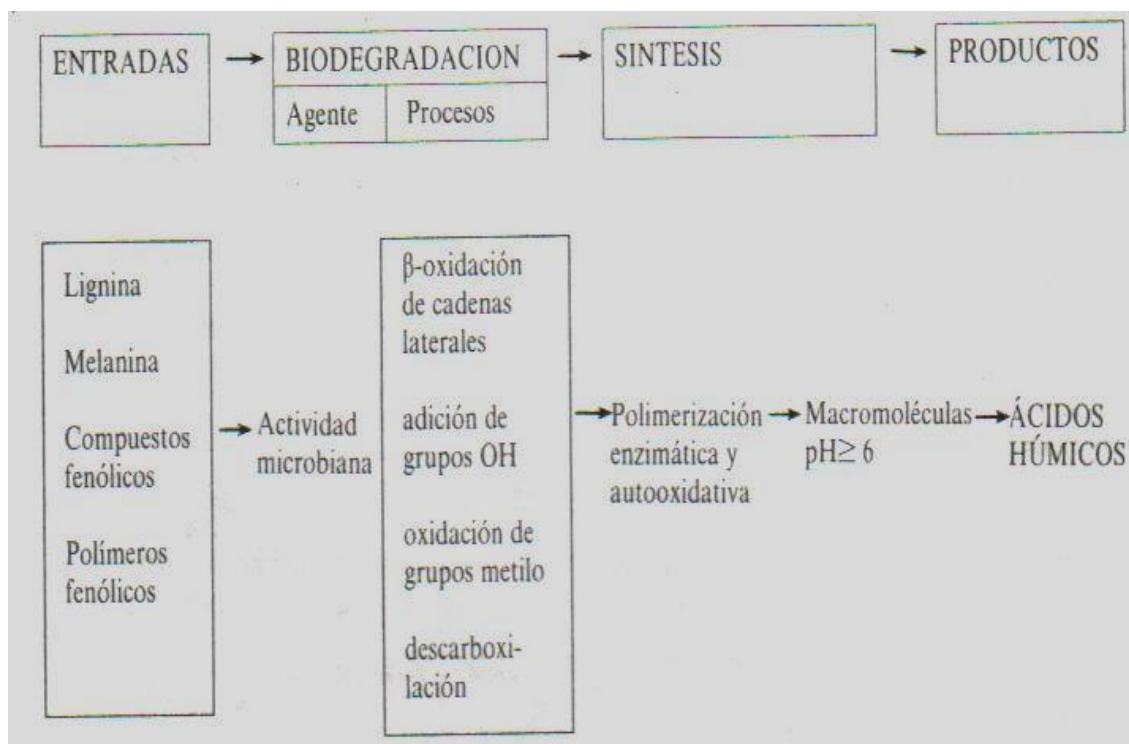 ENTRADAS → BIODEGRADACION → SINTESIS → PRODUCTOS
Agente Procesos
Lignina
Melanina
Compuestos
fenólicos
Polímeros
fenólicos
→ Actividad
microbiana
β-oxidación
de cadenas
laterales
adición de
grupos OH
oxidación de
grupos metilo
descarboxi-
lación
→ Polimerización
enzimática y
autooxidativa
→ Macromoléculas
pH≥ 6
→ ÁCIDOS
HÚMICOS